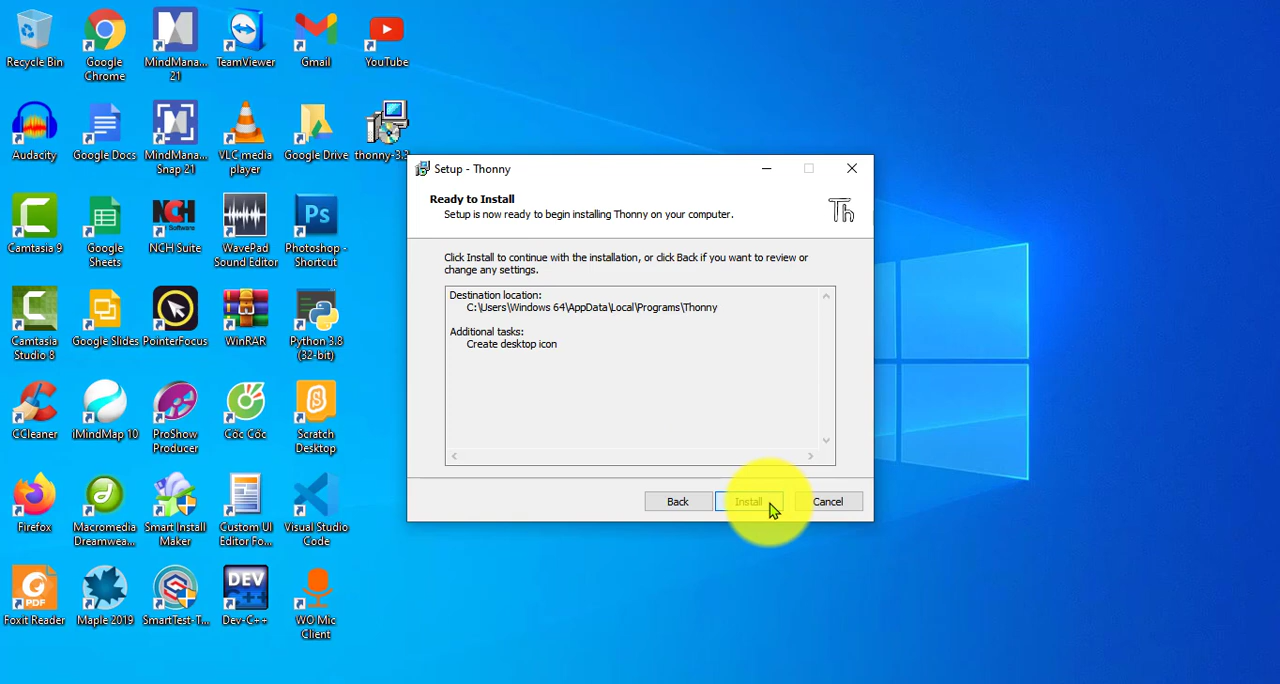 Recycle Bin
Google
Chrome
MindMana...
21
TeamViewer
Gmail
YouTube
Audacity
Google Docs
MindMana...
Snap 21
VLC media
player
Google Drive
thonny-3.
Camtasia 9
Google
Sheets
NCH
Software
NCH Suite
WavePad
Sound Editor
Ps
Photoshop -
Shortcut
Camtasia
Studio 8
Google Slides
PointerFocus
WinRAR
Python 3.8
(32-bit)
CCleaner
iMindMap 10
ProShow
Producer
Cốc Cốc
Scratch
Desktop
Firefox
Macromedia
Dreamwea...
Smart Install
Maker
Custom UI
Editor Fo...
Visual Studio
Code
PDF
Foxit Reader
Maple 2019
SmartTest-T...
DEV
Dev-C++
WO Mic
Client
Setup - Thonny
Ready to Install
Setup is now ready to begin installing Thonny on your computer.
Th
Click Install to continue with the installation, or click Back if you want to review or
change any settings.
Destination location:
C:\Users\Windows 64\AppData\Local\Programs\Thonny
Additional tasks:
Create desktop icon
Back
Install
Cancel